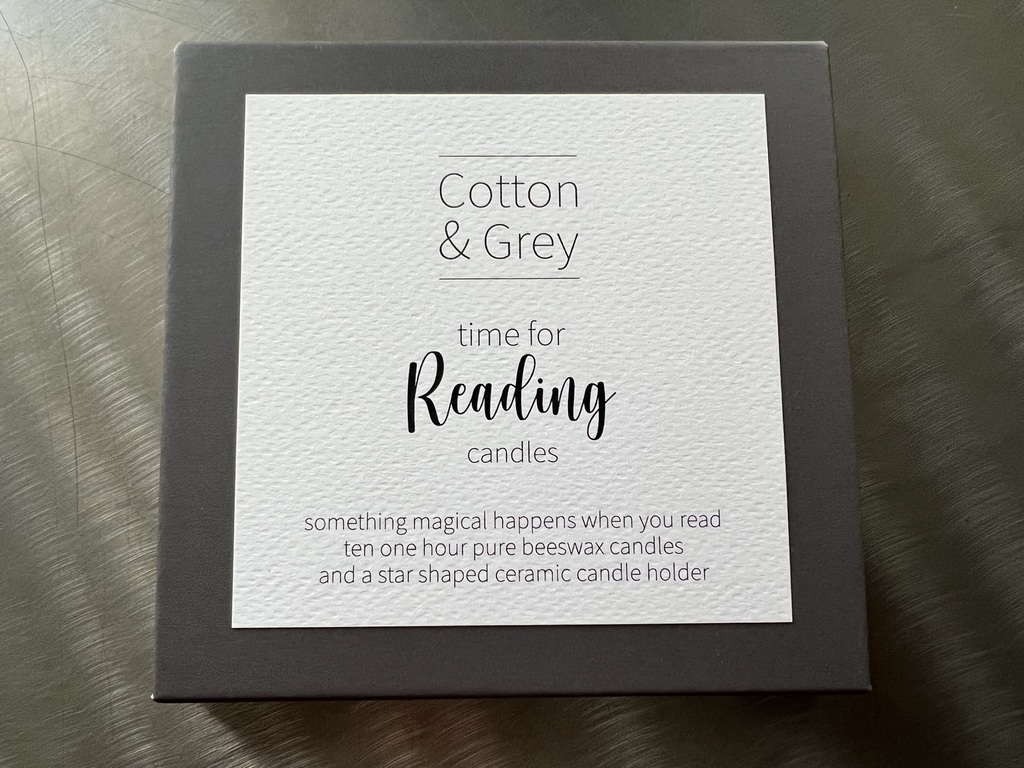 Cotton
& Grey
time for
Reading
candles
something magical happens when you read
ten one hour pure beeswax candles
and a star shaped ceramic candle holder